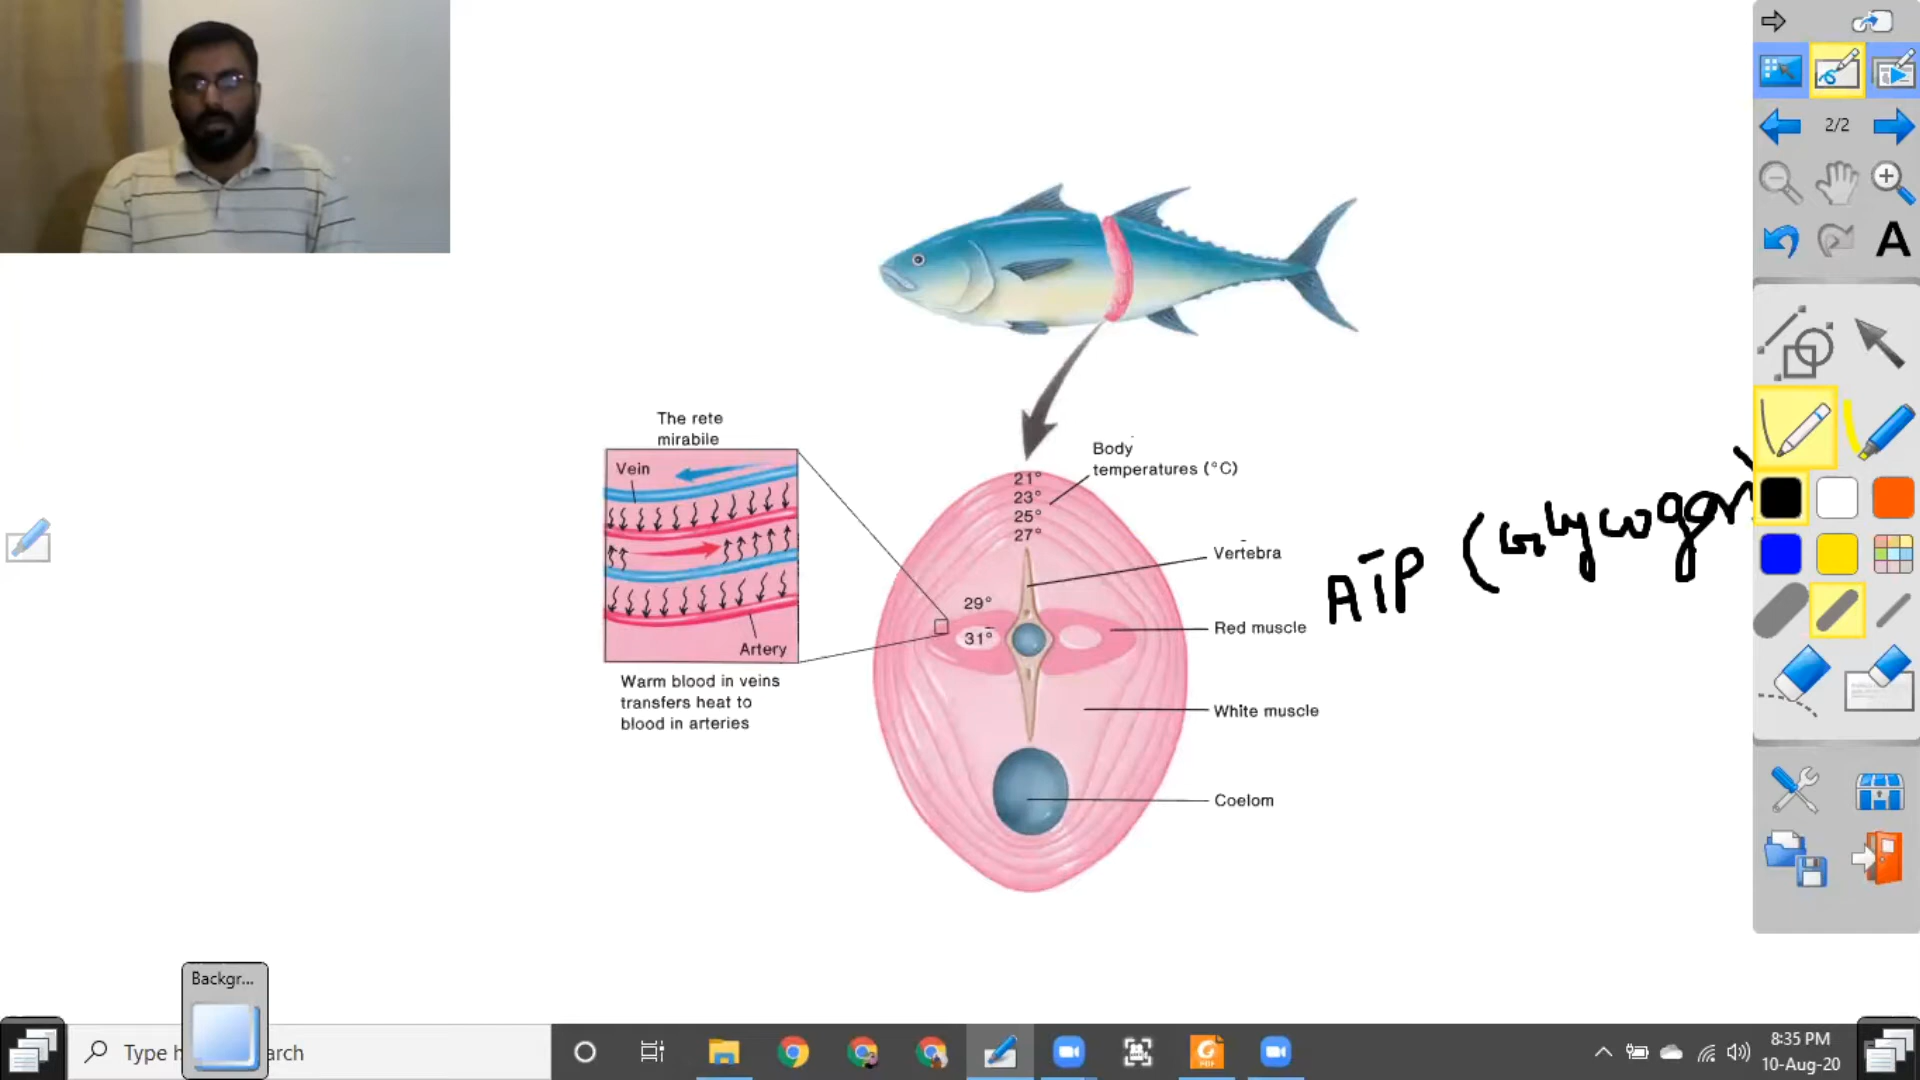 2/2
A
The rete
mirabile
Vein
Artery
Warm blood in veins
transfers heat to
blood in arteries
Body
temperatures (°C)
21°
23°
25°
27°
29°
31°
Vertebra
Red muscle
White muscle
Coelom
ATP (Glycogen)
Backgr...
Type h
arch
8:35 PM
10-Aug-20